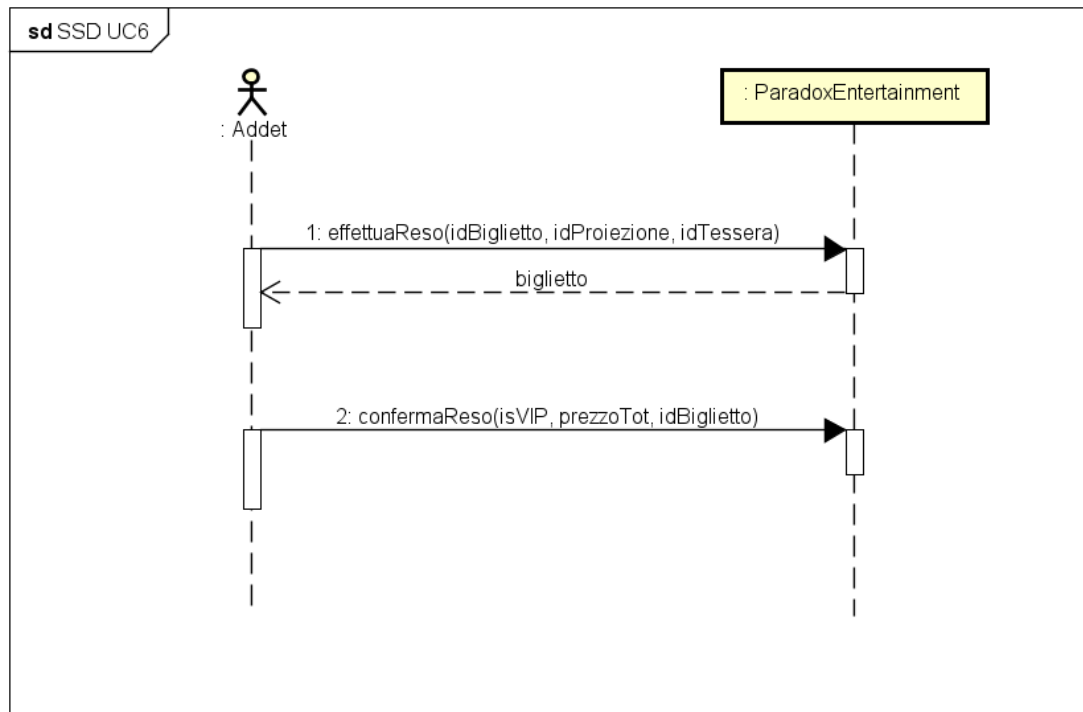 sd SSD UC6
: Addet
: ParadoxEntertainment
1: effettuaReso(idBiglietto, idProiezione, idTessera)
biglietto
2: confermaReso(isVIP, prezzoTot, idBiglietto)